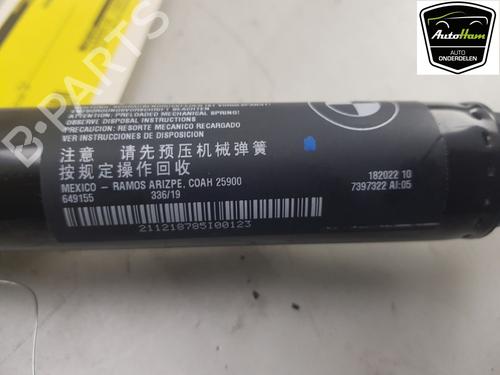 AutoHam
AUTO
ONDERDELEN
B-PARTS
ATTENTION: PRELOADED MECHANICAL SPRING!
OBSERVE DISPOSAL INSTRUCTIONS
PRECAUCION: RESORTE MECANICO RECARGADO
VER INSTRUCCIONES DE DISPOSICION
注意 请先预压机械弹簧
按规定操作回收
MEXICO - RAMOS ARIZPE, COAH 25900
649155 336/19
182022 10
7397322 AI:05
211218785I00123